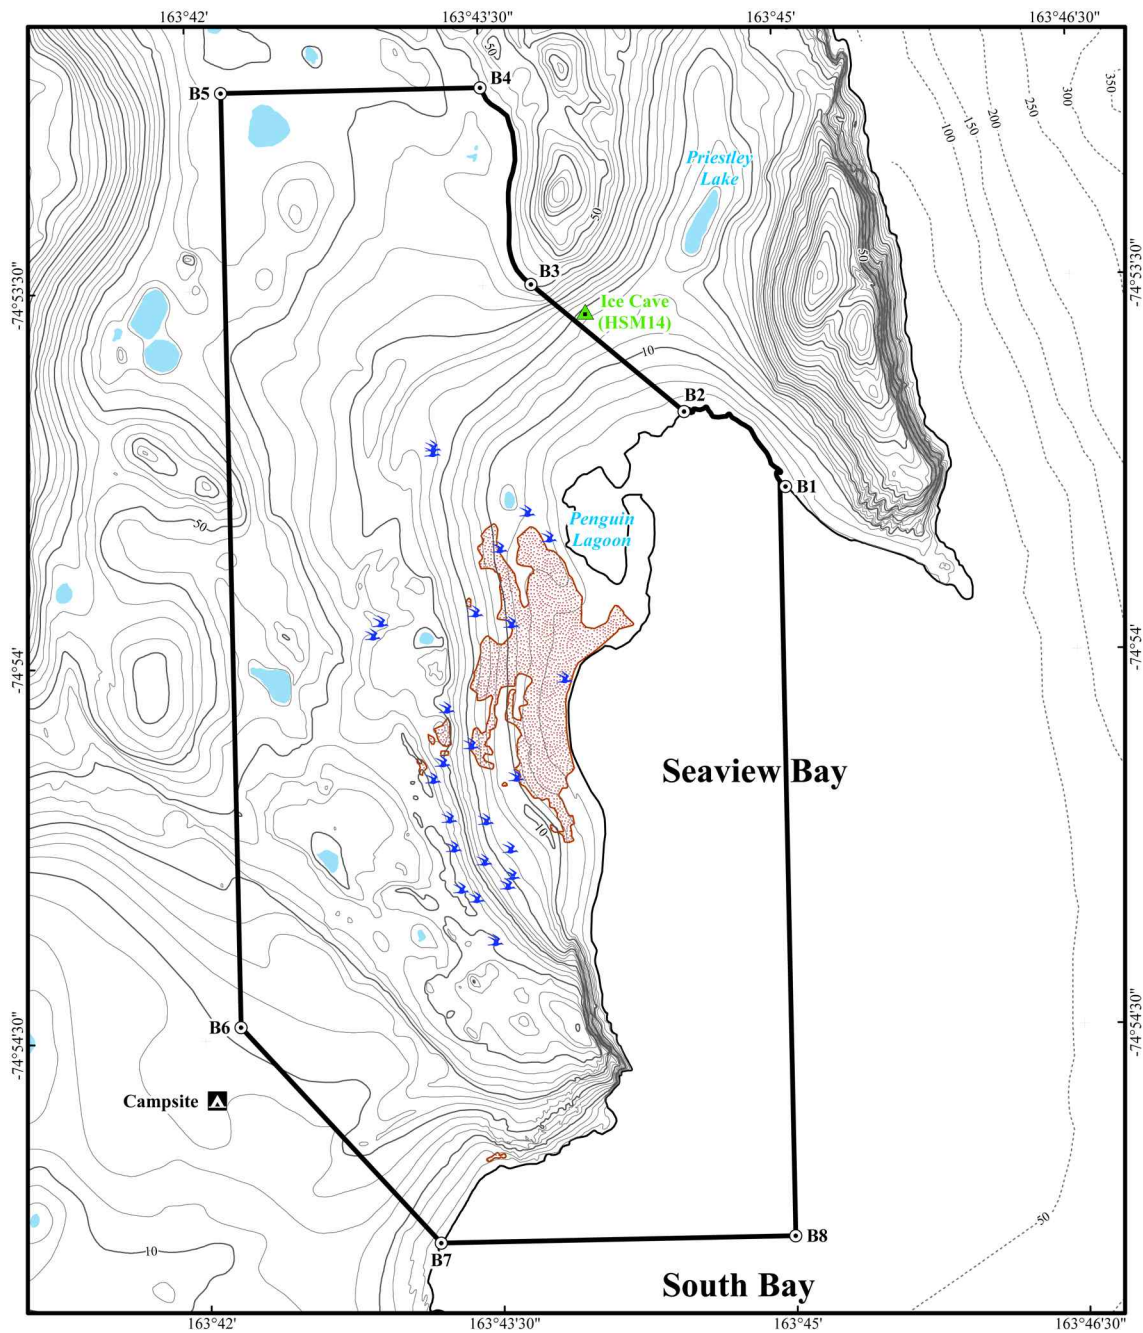 163°42'
163°43'30"
163°45'
163°46'30"
50
B4
B5
350
300
250
200
-150
-100
Priestley
Lake
50
50
B3
-74°53'30"
-74°53'30"
Ice Cave
(HSM14)
10
B2
B1
50
Penguin
Lagoon
-74°54'
-74°54'
Seaview Bay
10
B6
-74°54'30"
-74°54'30"
Campsite
50
B8
B7
10
South Bay
163°42'
163°43'30"
163°45'
163°46'30"